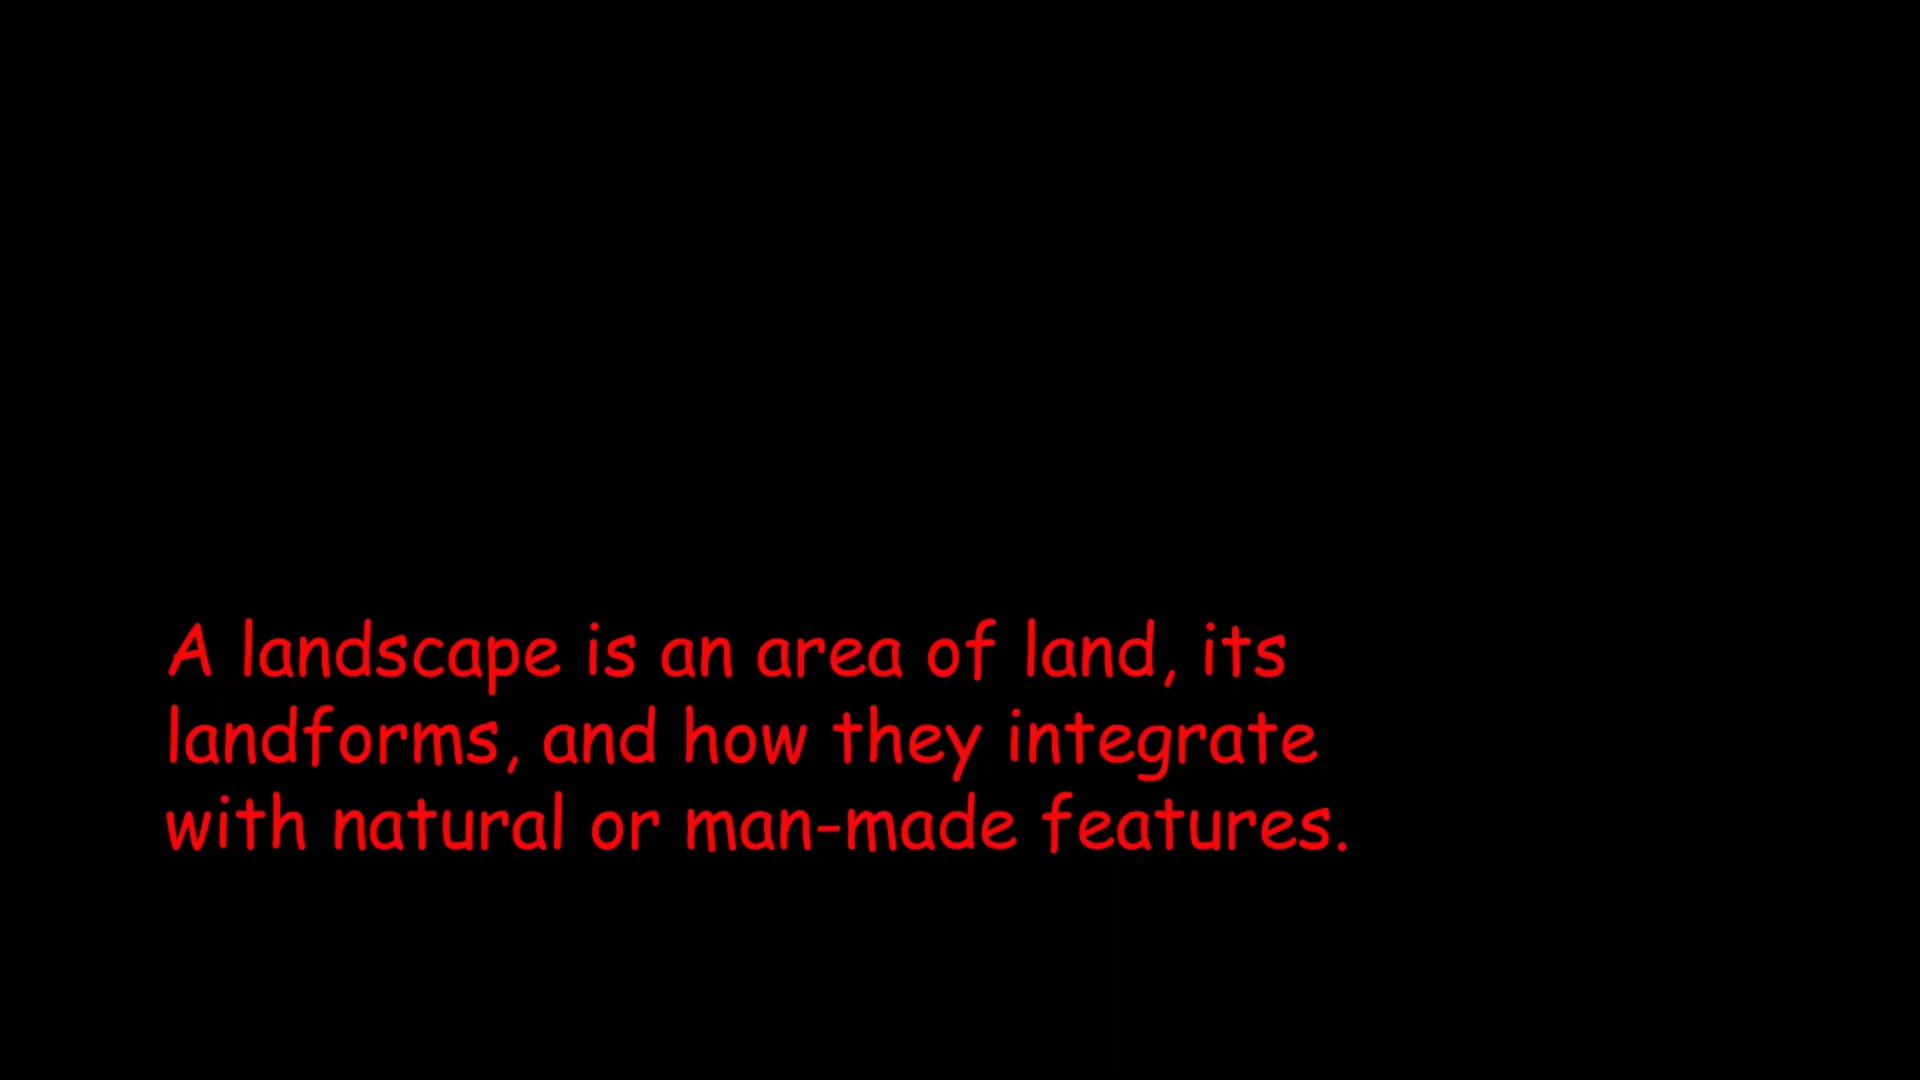 A landscape is an area of land, its
landforms, and how they integrate
with natural or man-made features.